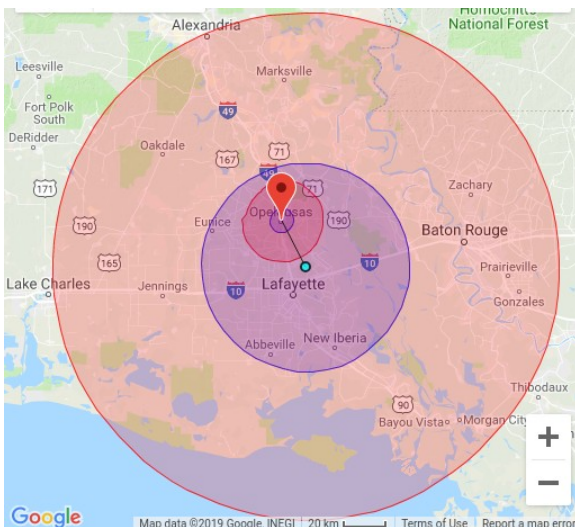 Homochitto
National Forest
Alexandria
Leesville
Marksville
49
Fort Polk
South
DeRidder
Oakdale
71
167
49
171
71
Zachary
Opelousas
190
Eunice
190
Baton Rouge
165
10
10
Prairieville
Lake Charles
Jennings
Lafayette
Gonzales
Abbeville
New Iberia
Thibodaux
90
Bayou Vista
Morgan City
+
−
Google
Map data ©2019 Google, INEGI
20 km
Terms of Use
Report a map error